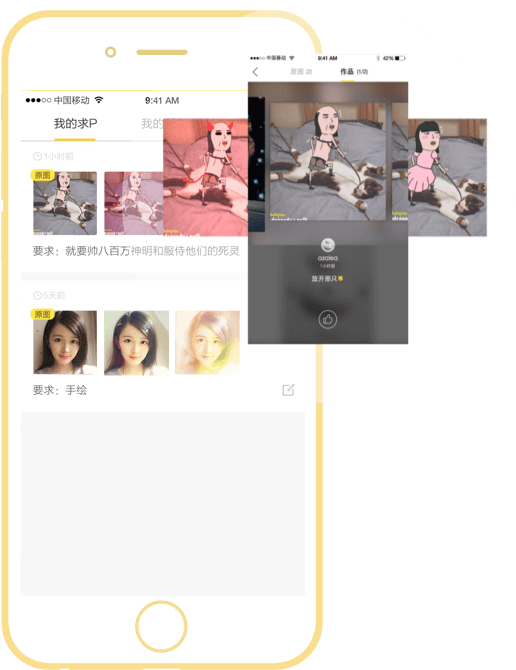 中国移动 9:41 AM
我的求P 我的
1小时前
原图
要求：就要帅八百万神明和服侍他们的死灵
5天前
原图
要求：手绘
中国移动 9:41 AM 42%
原图 (2) 作品 (1/2)
azalea
1小时前
放开那只